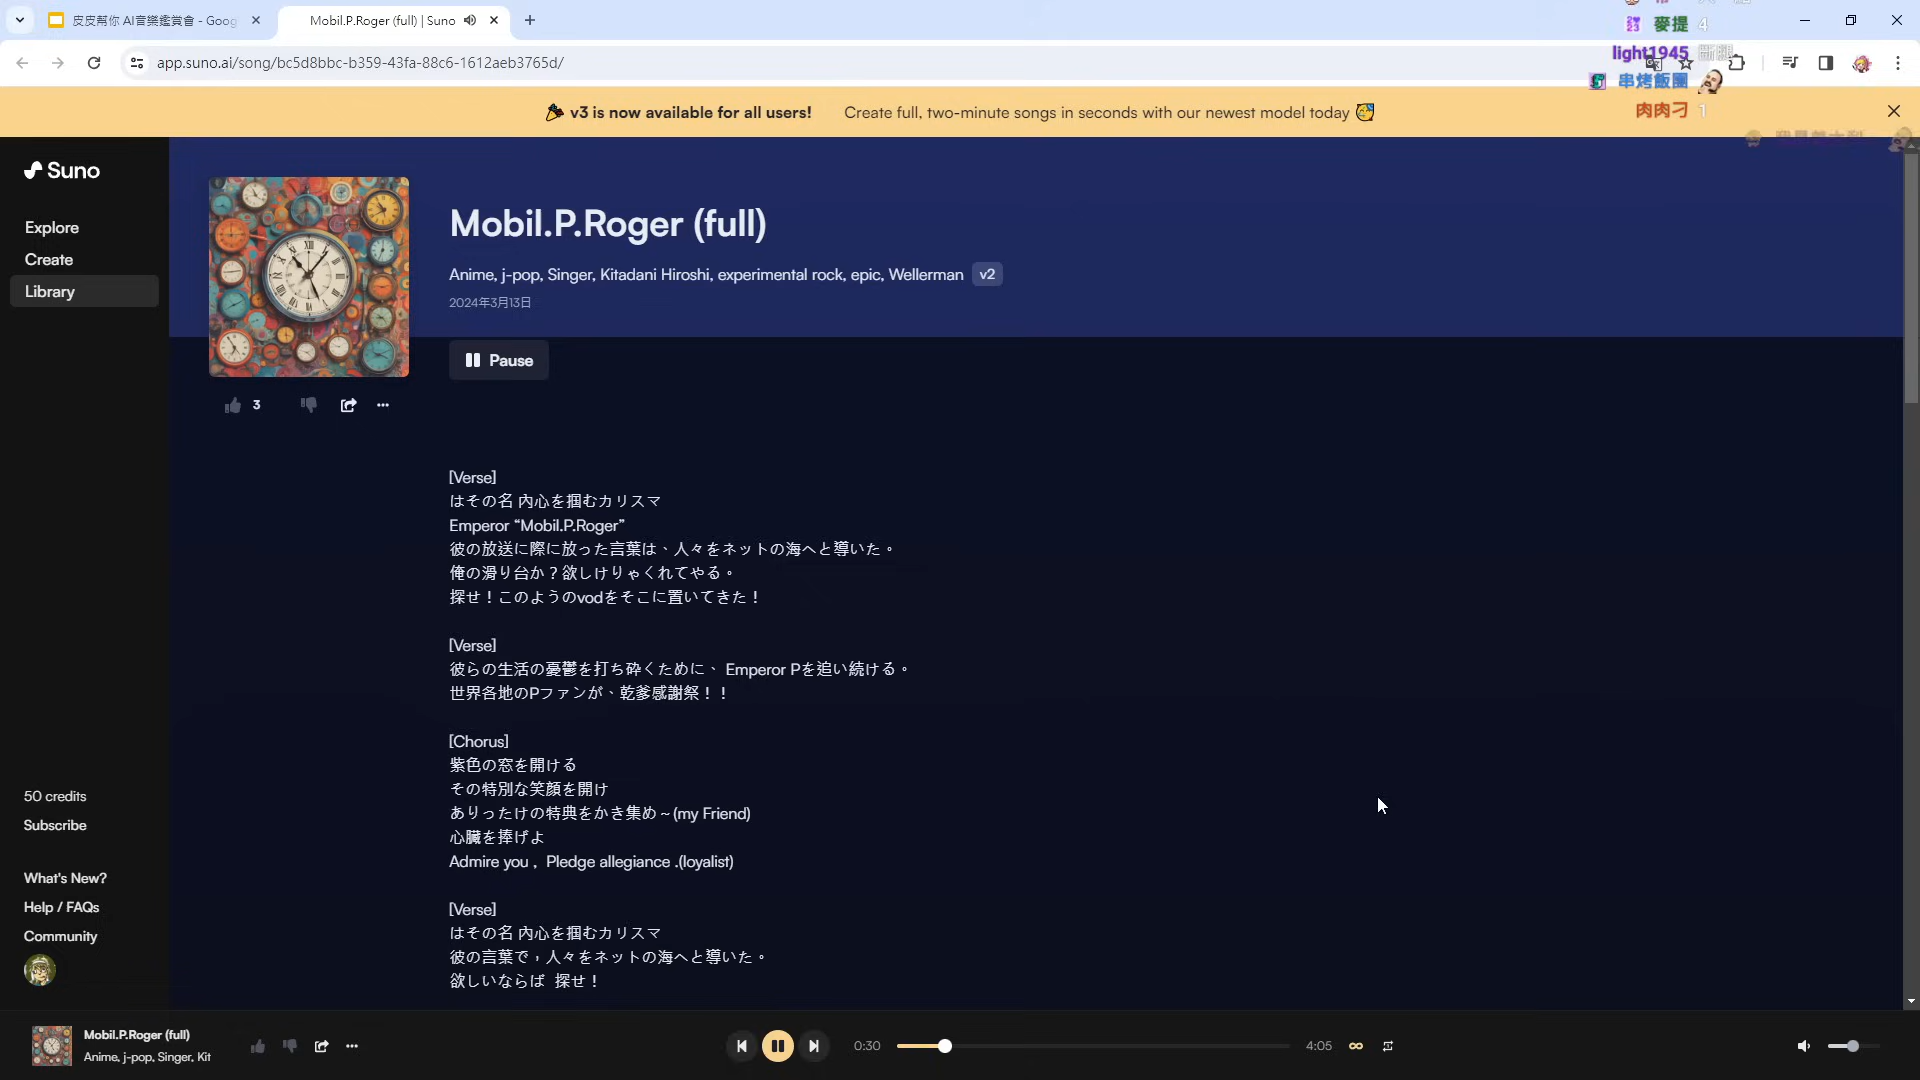 皮皮幫你 AI音樂鑑賞會 - Goog
Mobil.P.Roger (full) | Suno
app.suno.ai/song/bc5d8bbc-b359-43fa-88c6-1612aeb3765d/
麥提 4
light1945 斷腿
串烤飯團
肉肉刁 1
v3 is now available for all users! Create full, two-minute songs in seconds with our newest model today
Suno
Explore
Create
Library
50 credits
Subscribe
What's New?
Help / FAQs
Community
Mobil.P.Roger (full)
Anime, j-pop, Singer, Kitadani Hiroshi, experimental rock, epic, Wellerman v2
2024年3月13日
Pause
3
[Verse]
はその名 內心を掴むカリスマ
Emperor “Mobil.P.Roger”
彼の放送に際に放った言葉は、人々をネットの海へと導いた。
俺の滑り台か？欲しけりゃくれてやる。
探せ！このようのvodをそこに置いてきた！
[Verse]
彼らの生活の憂鬱を打ち砕くために、 Emperor Pを追い続ける。
世界各地のPファンが、乾爹感謝祭！！
[Chorus]
紫色の窓を開ける
その特別な笑顔を開け
ありったけの特典をかき集め～(my Friend)
心臓を捧げよ
Admire you , Pledge allegiance .(loyalist)
[Verse]
はその名 內心を掴むカリスマ
彼の言葉で，人々をネットの海へと導いた。
欲しいならば 探せ！
Mobil.P.Roger (full)
Anime, j-pop, Singer, Kit
0:30
4:05